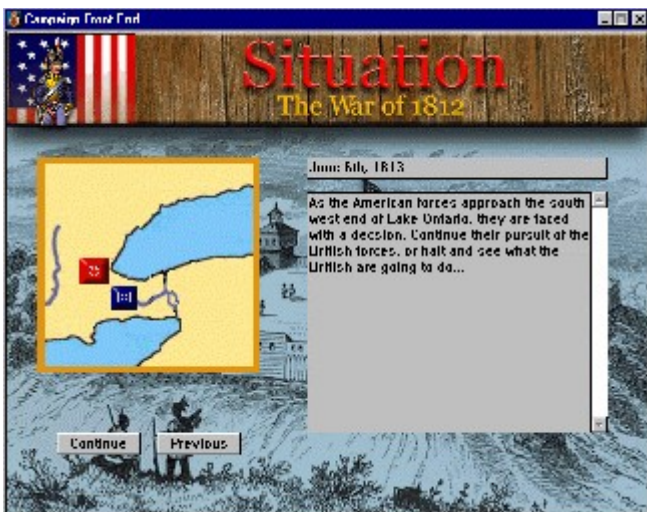 Campaign Front End
Situation
The War of 1812
June 6th, 1813
As the American forces approach the south
west end of Lake Ontario, they are faced
with a decsion. Continue their pursuit of the
British forces, or halt and see what the
British are going to do...
Continue Previous